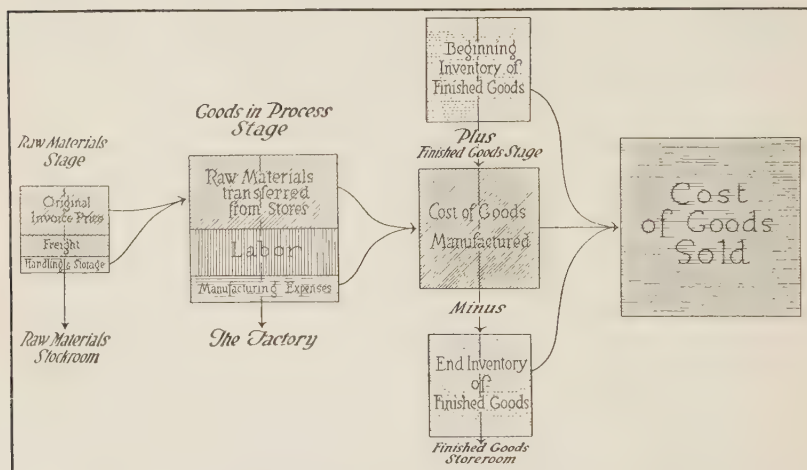 Raw Materials
Stage
Original
Invoice Price
Freight
Handling & Storage
Raw Materials
Stockroom
Goods in Process
Stage
Raw Materials
transferred
from Stores
Labor
Manufacturing Expenses
The Factory
Beginning
Inventory of
Finished Goods
Plus
Finished Goods Stage
Cost of Goods
Manufactured
Minus
End Inventory
of
Finished Goods
Finished Goods
Storeroom
Cost
of Goods
Sold